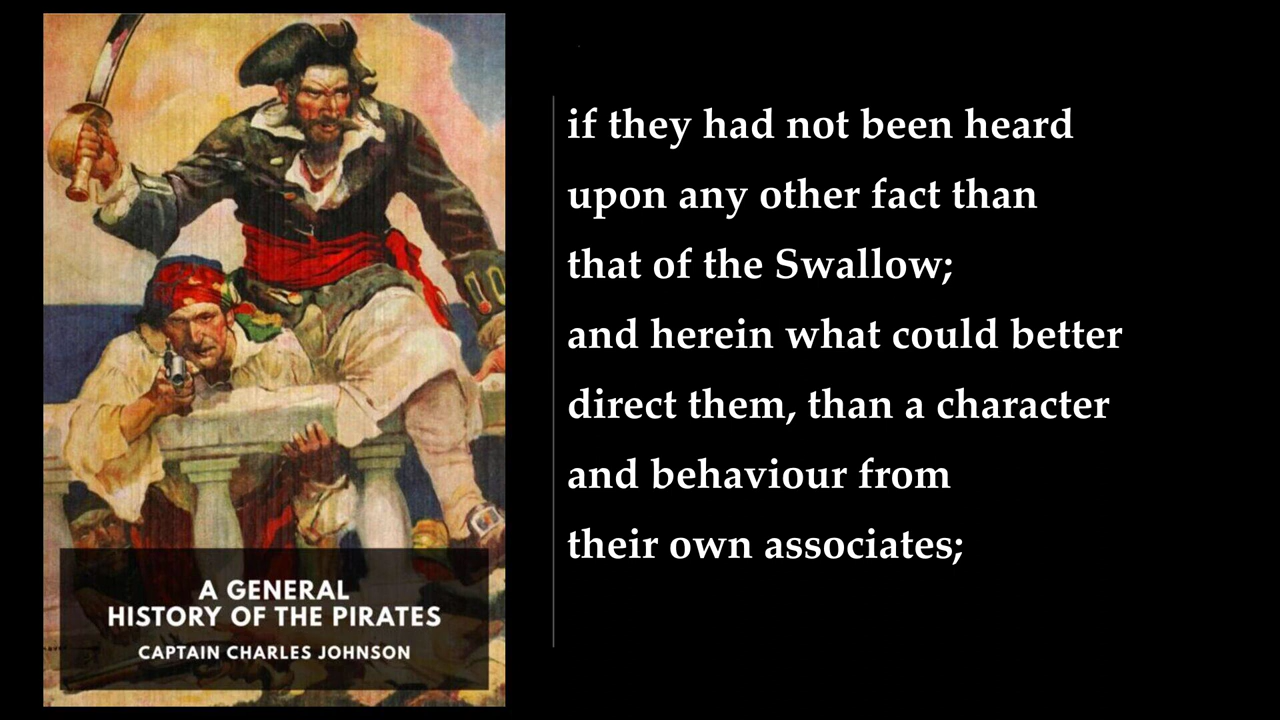 A GENERAL
HISTORY OF THE PIRATES
CAPTAIN CHARLES JOHNSON
if they had not been heard
upon any other fact than
that of the Swallow;
and herein what could better
direct them, than a character
and behaviour from
their own associates;